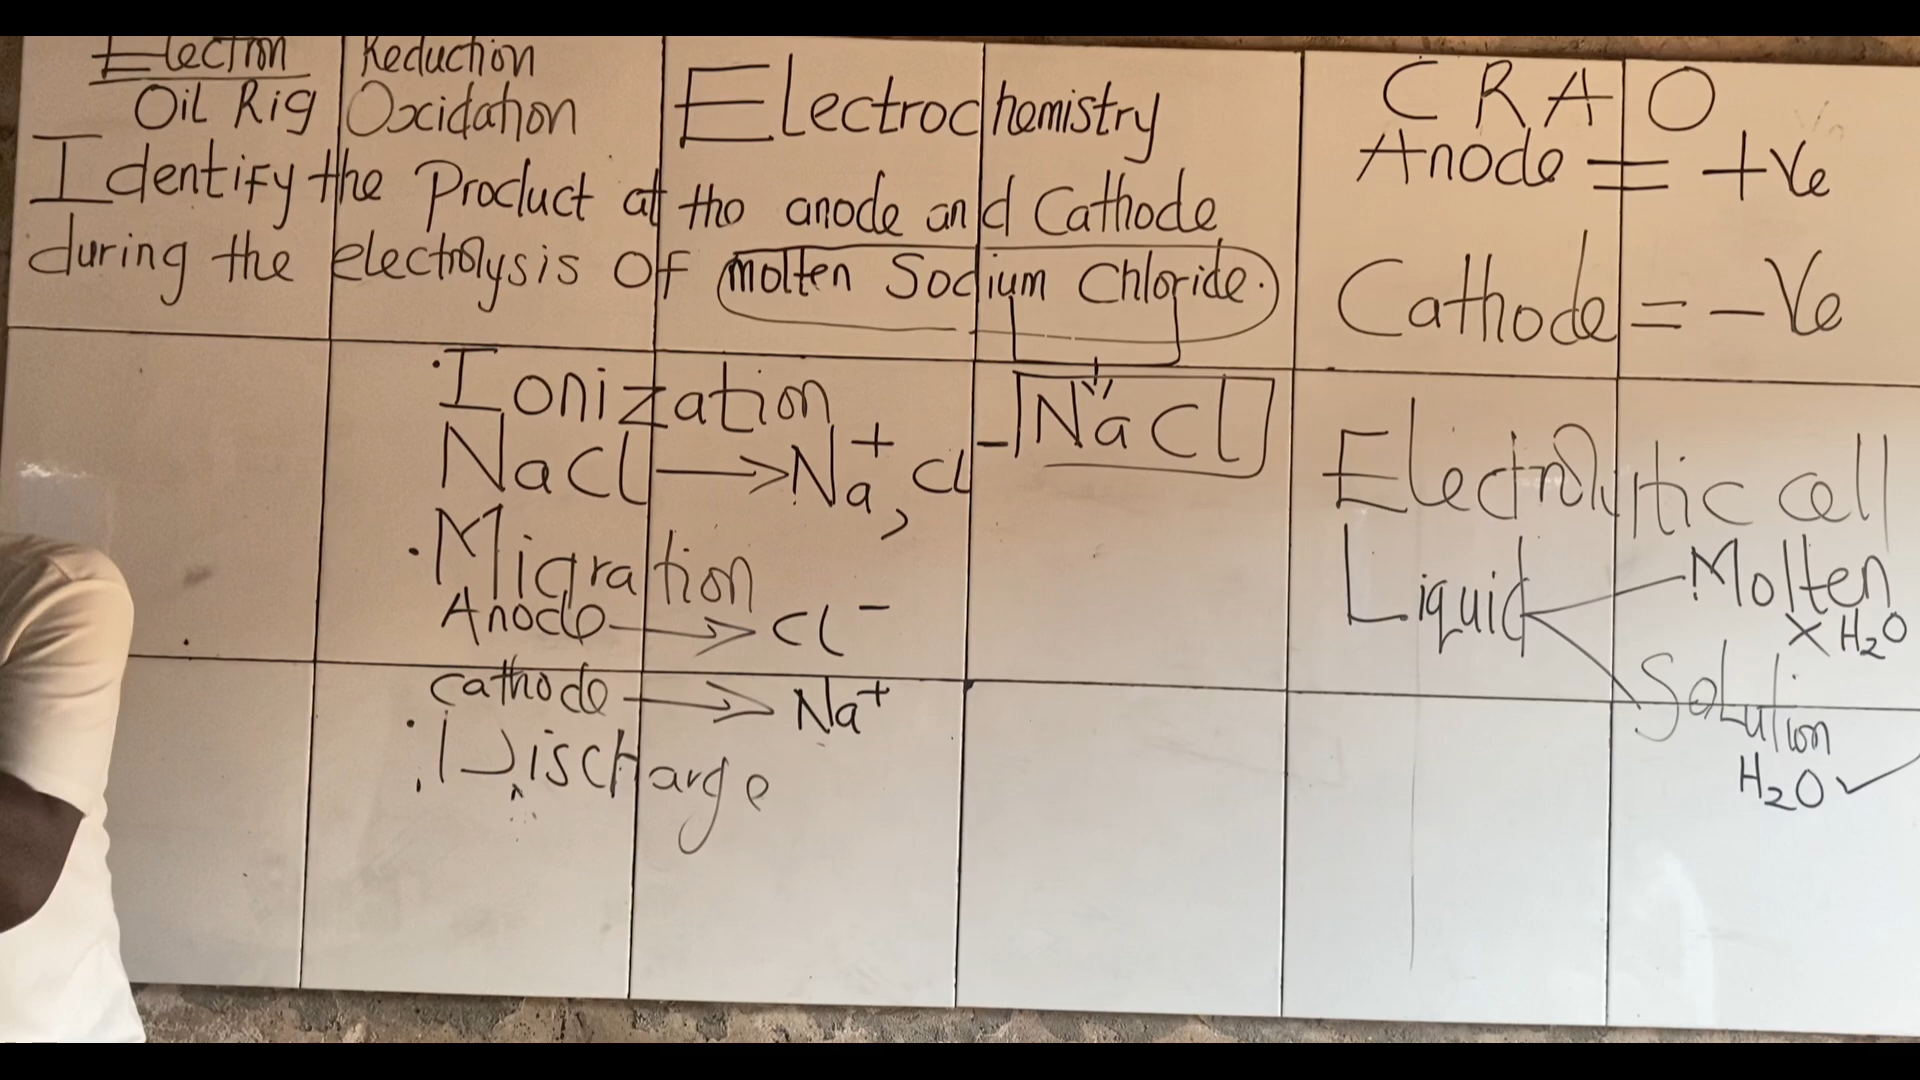 Electron
Oil Rig
Reduction
Oxidation
Electrochemistry
Identify the Product at the anode and Cathode
during the electrolysis of molten Sodium Chloride.
NaCl
C R A O
Anode = +Ve
Cathode = -Ve
· Ionization
NaCl → Na+, Cl-
· Migration
Anode → Cl-
cathode → Na+
· Discharge
Electrolytic cell
Liquid
Molten
X H2O
Solution
H2O ✓